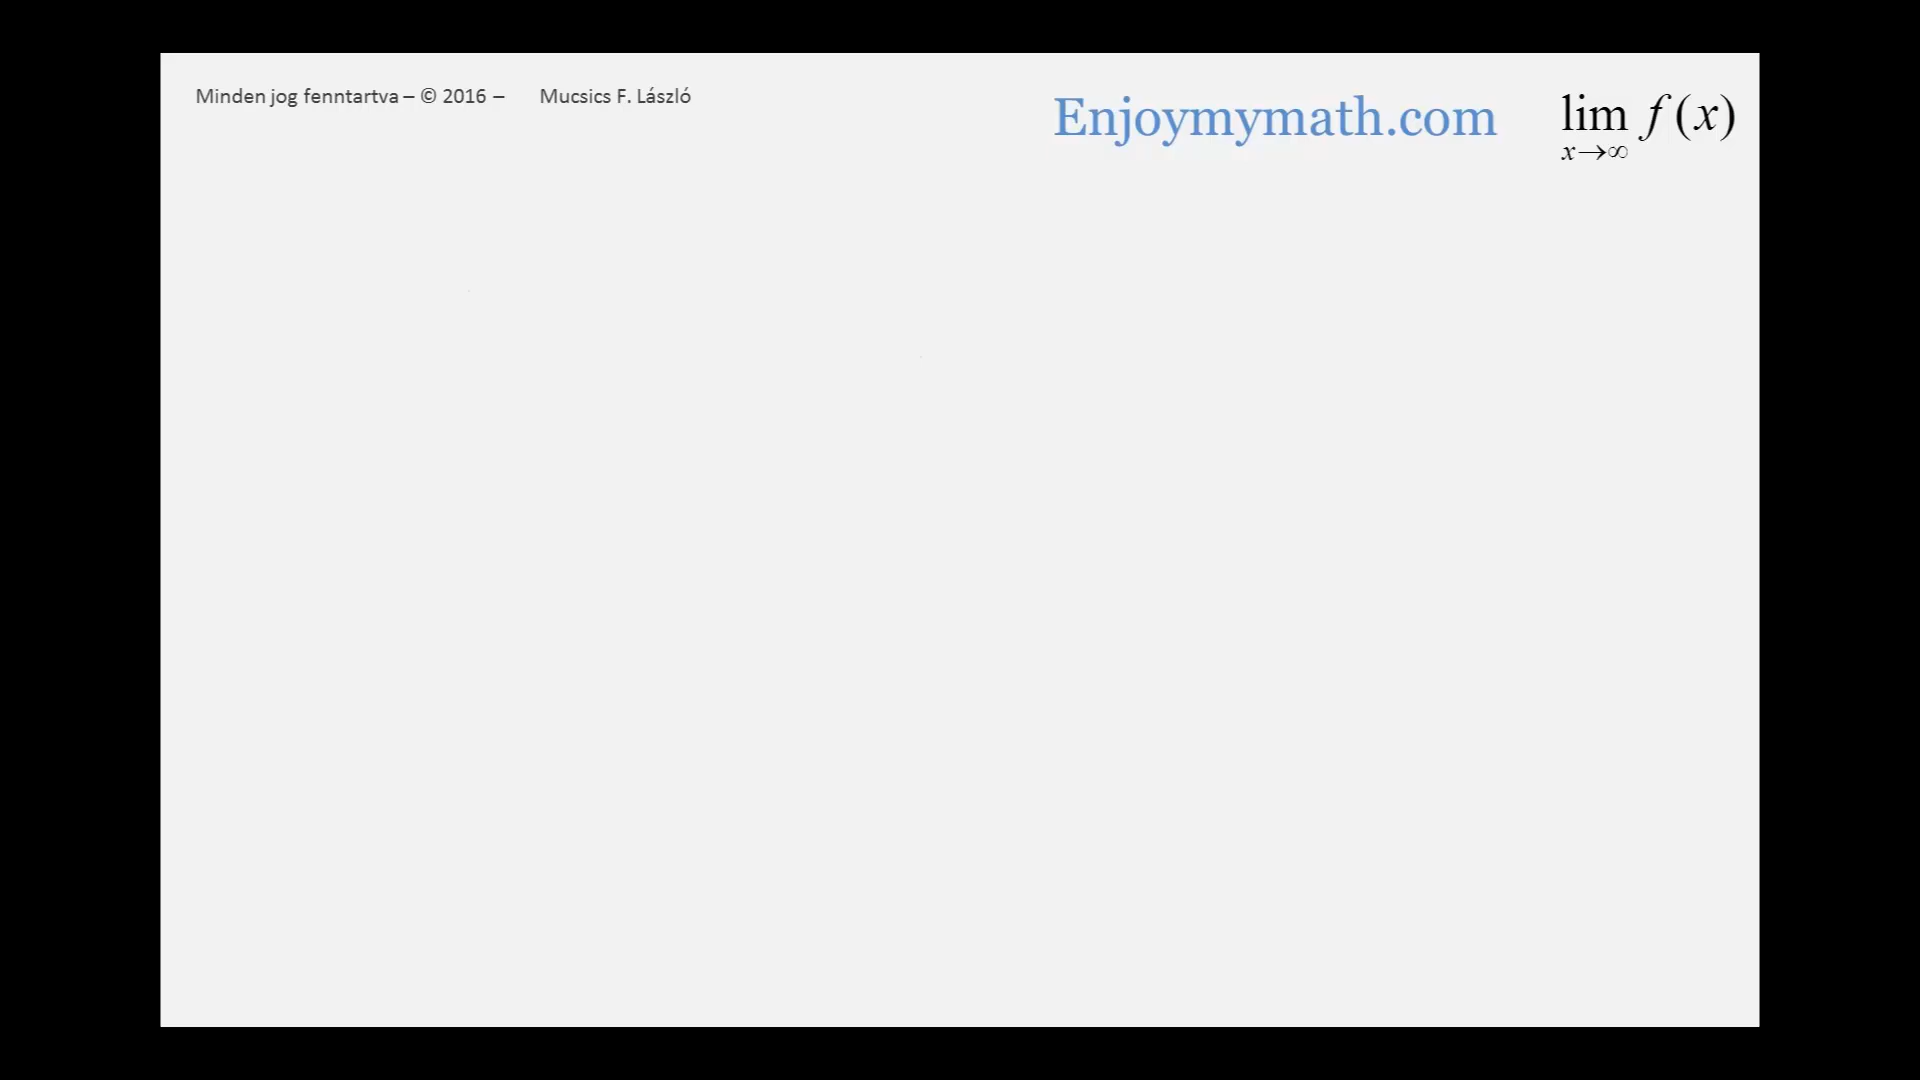 Minden jog fenntartva – © 2016 – Mucsics F. László
Enjoymymath.com
lim f(x)
x→∞